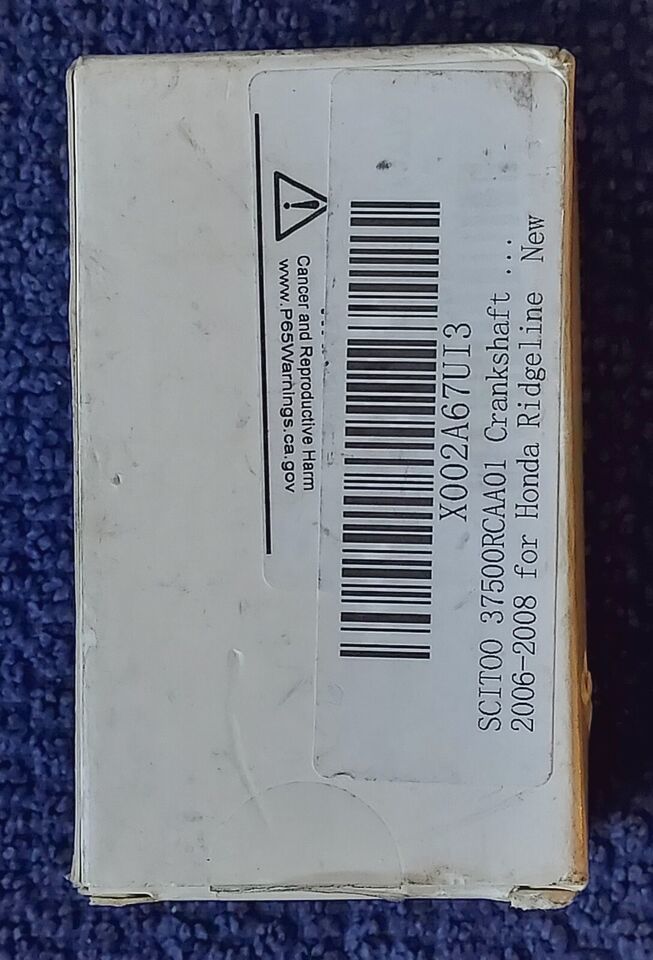 Cancer and Reproductive Harm
www.P65Warnings.ca.gov
X002A67UI3
SCITOO 37500RCAA01 Crankshaft ...
2006-2008 for Honda Ridgeline New